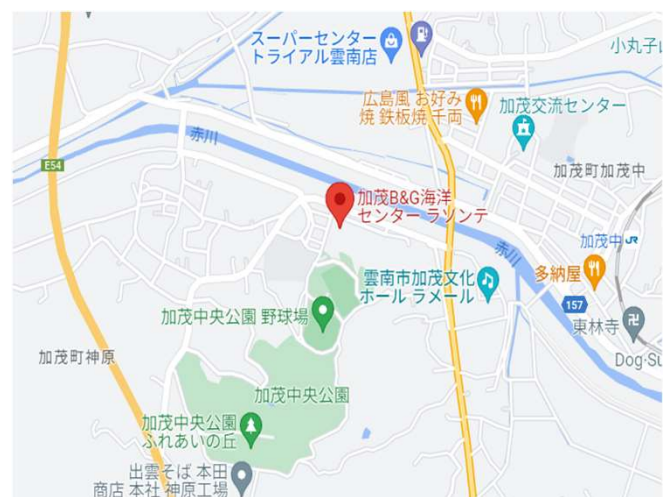 スーパーセンター
トライアル雲南店
小丸子山
広島風 お好み
焼 鉄板焼 千両
加茂交流センター
赤川
E54
加茂町加茂中
加茂B&G海洋
センター ラソンテ
加茂中 JR
赤川
雲南市加茂文化
ホール ラメール
多納屋
157
加茂中央公園 野球場
東林寺
加茂町神原
Dog·Su
加茂中央公園
加茂中央公園
ふれあいの丘
出雲そば 本田
商店 本社 神原工場